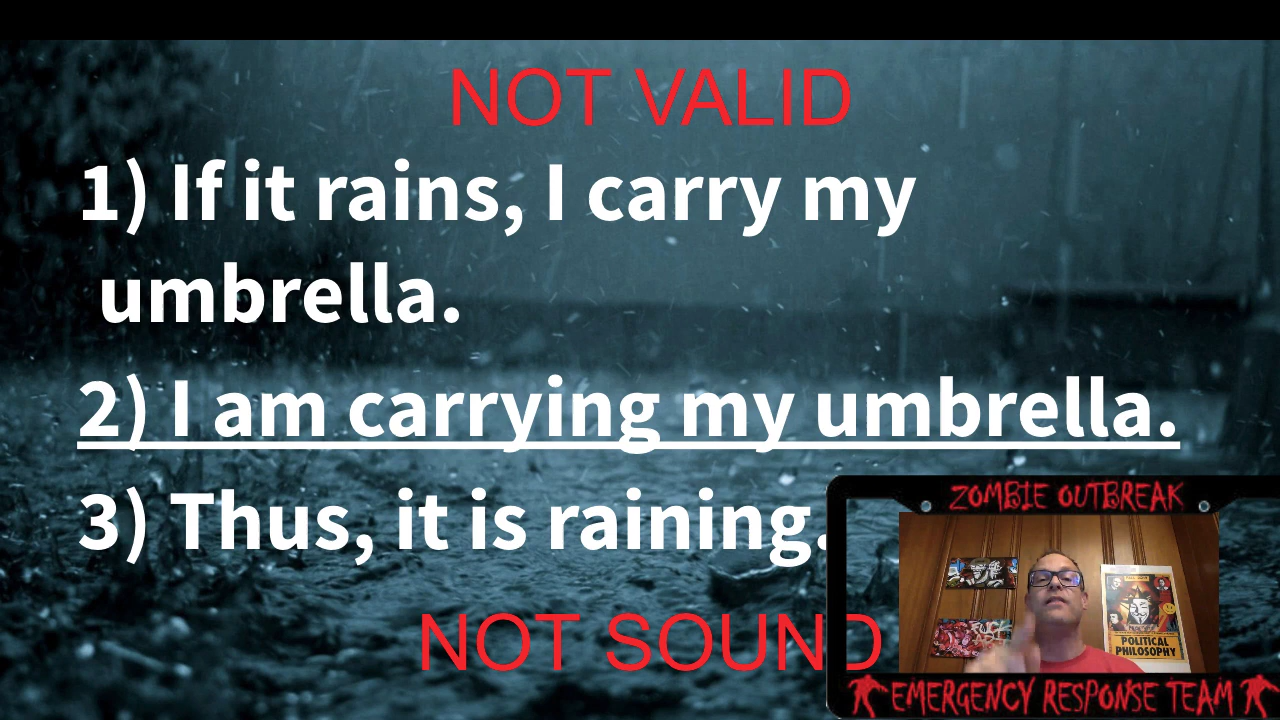 NOT VALID
1) If it rains, I carry my
umbrella.
2) I am carrying my umbrella.
3) Thus, it is raining.
NOT SOUND
ZOMBIE OUTBREAK
POLITICAL
PHILOSOPHY
EMERGENCY RESPONSE TEAM